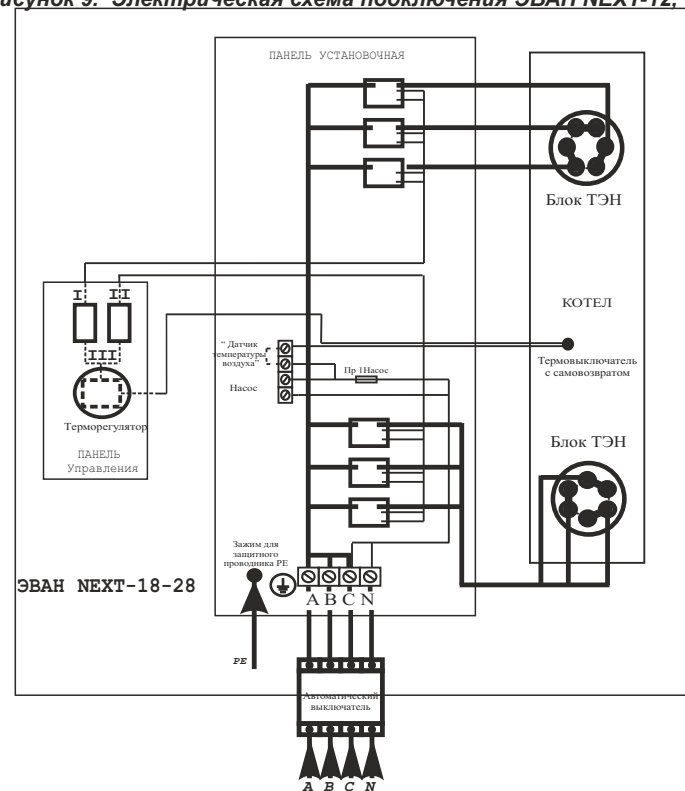 исунок 9. Электрическая схема подключения ЭВАН NEXT-12,
ПАНЕЛЬ УСТАНОВОЧНАЯ
Блок ТЭН
I
II
III
КОТЕЛ
" Датчик
температуры
воздуха"
Пр 1Насос
Термовыключатель
с самовозвратом
Насос
Терморегулятор
ПАНЕЛЬ
Управления
Блок ТЭН
Зажим для
защитного
проводника PE
ЭВАН NEXT-18-28
A B C N
PE
Автоматический
выключатель
A B C N